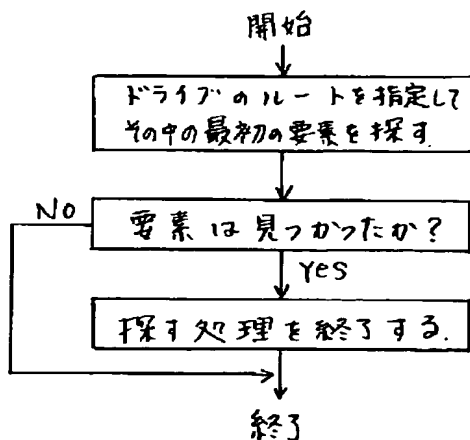 開始
ドライブのルートを指定して
その中の最初の要素を探す.
No
要素は見つかったか?
Yes
探す処理を終了する.
終了